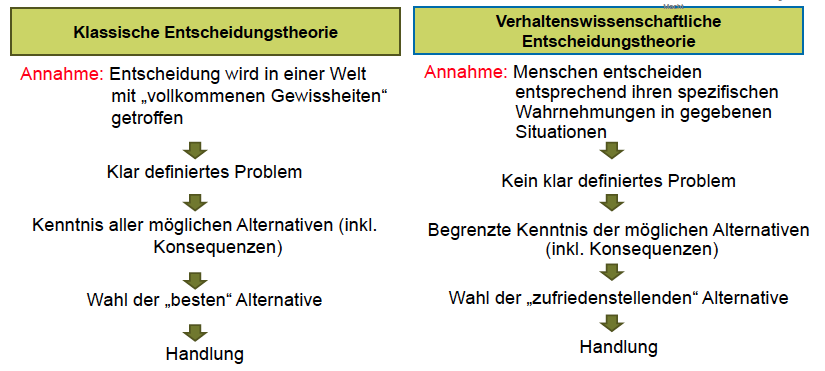 Klassische Entscheidungstheorie
Annahme: Entscheidung wird in einer Welt
mit „vollkommenen Gewissheiten“
getroffen
Klar definiertes Problem
Kenntnis aller möglichen Alternativen (inkl.
Konsequenzen)
Wahl der „besten“ Alternative
Handlung
Verhaltenswissenschaftliche
Entscheidungstheorie
Annahme: Menschen entscheiden
entsprechend ihren spezifischen
Wahrnehmungen in gegebenen
Situationen
Kein klar definiertes Problem
Begrenzte Kenntnis der möglichen Alternativen
(inkl. Konsequenzen)
Wahl der „zufriedenstellenden“ Alternative
Handlung